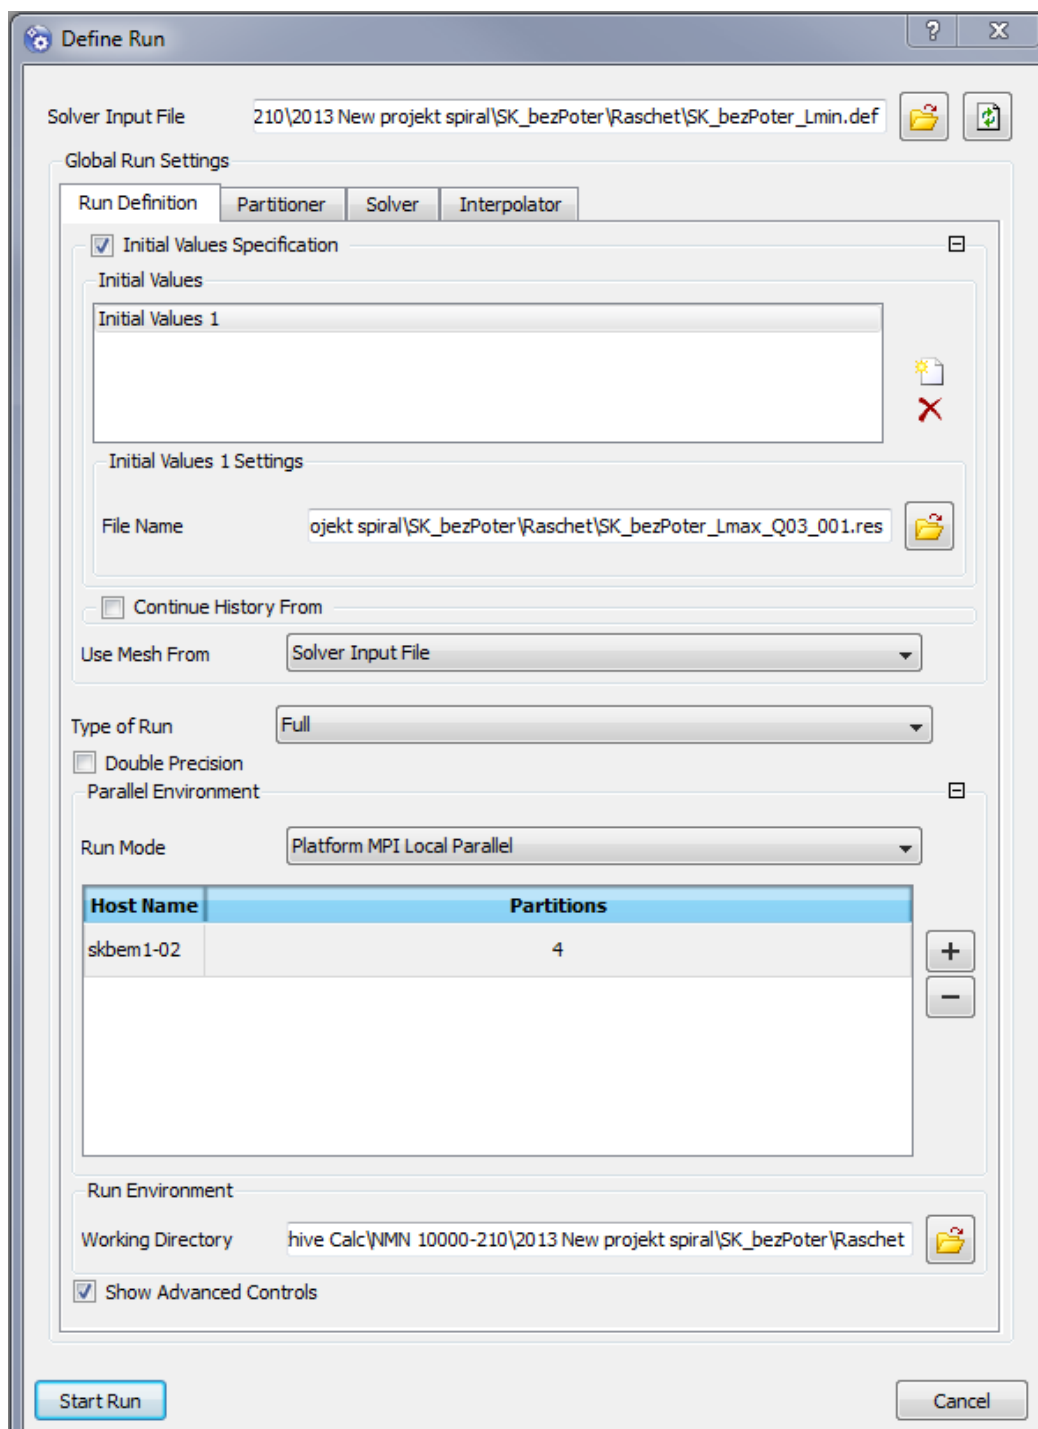 Define Run
Solver Input File 210\2013 New projekt spiral\SK_bezPoter\Raschet\SK_bezPoter_Lmin.def
Global Run Settings
Run Definition Partitioner Solver Interpolator
Initial Values Specification
Initial Values
Initial Values 1
Initial Values 1 Settings
File Name ojekt spiral\SK_bezPoter\Raschet\SK_bezPoter_Lmax_Q03_001.res
Continue History From
Use Mesh From Solver Input File
Type of Run Full
Double Precision
Parallel Environment
Run Mode Platform MPI Local Parallel
Host Name Partitions
skbem1-02 4
Run Environment
Working Directory hive Calc\NMN 10000-210\2013 New projekt spiral\SK_bezPoter\Raschet
Show Advanced Controls
Start Run Cancel